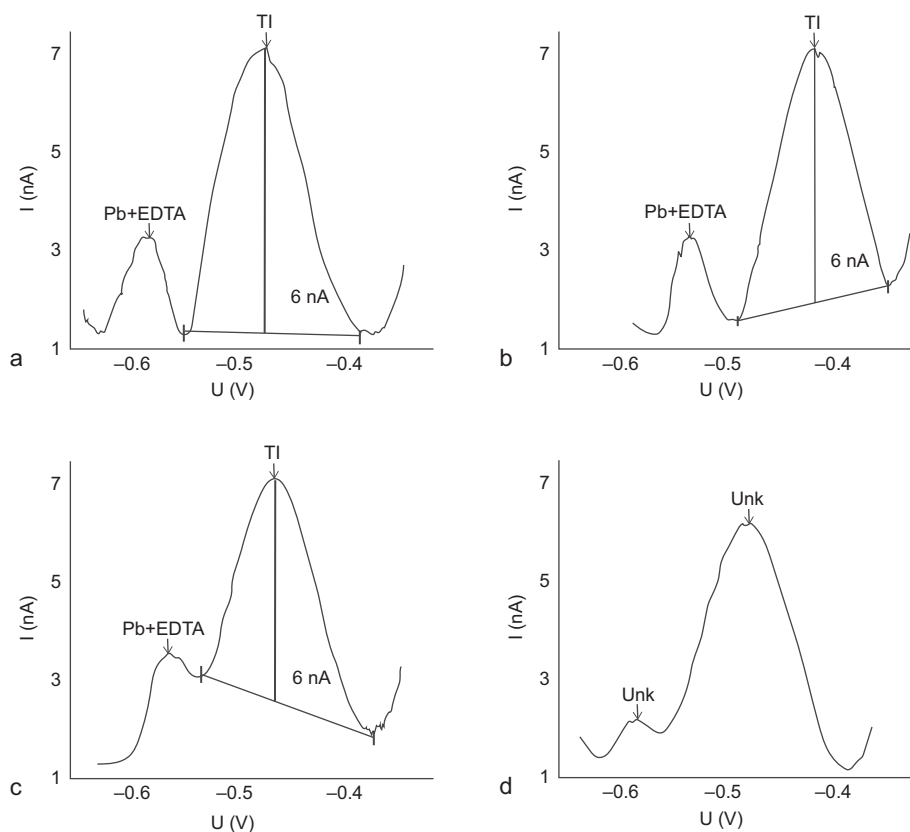 TI
7
5
3
1
I (nA)
Pb+EDTA
6 nA
–0.6
–0.5
–0.4
U (V)
a
TI
7
5
3
1
I (nA)
Pb+EDTA
6 nA
–0.6
–0.5
–0.4
U (V)
b
TI
7
5
3
1
I (nA)
Pb+EDTA
6 nA
–0.6
–0.5
–0.4
U (V)
c
Unk
7
5
3
1
I (nA)
Unk
–0.6
–0.5
–0.4
U (V)
d